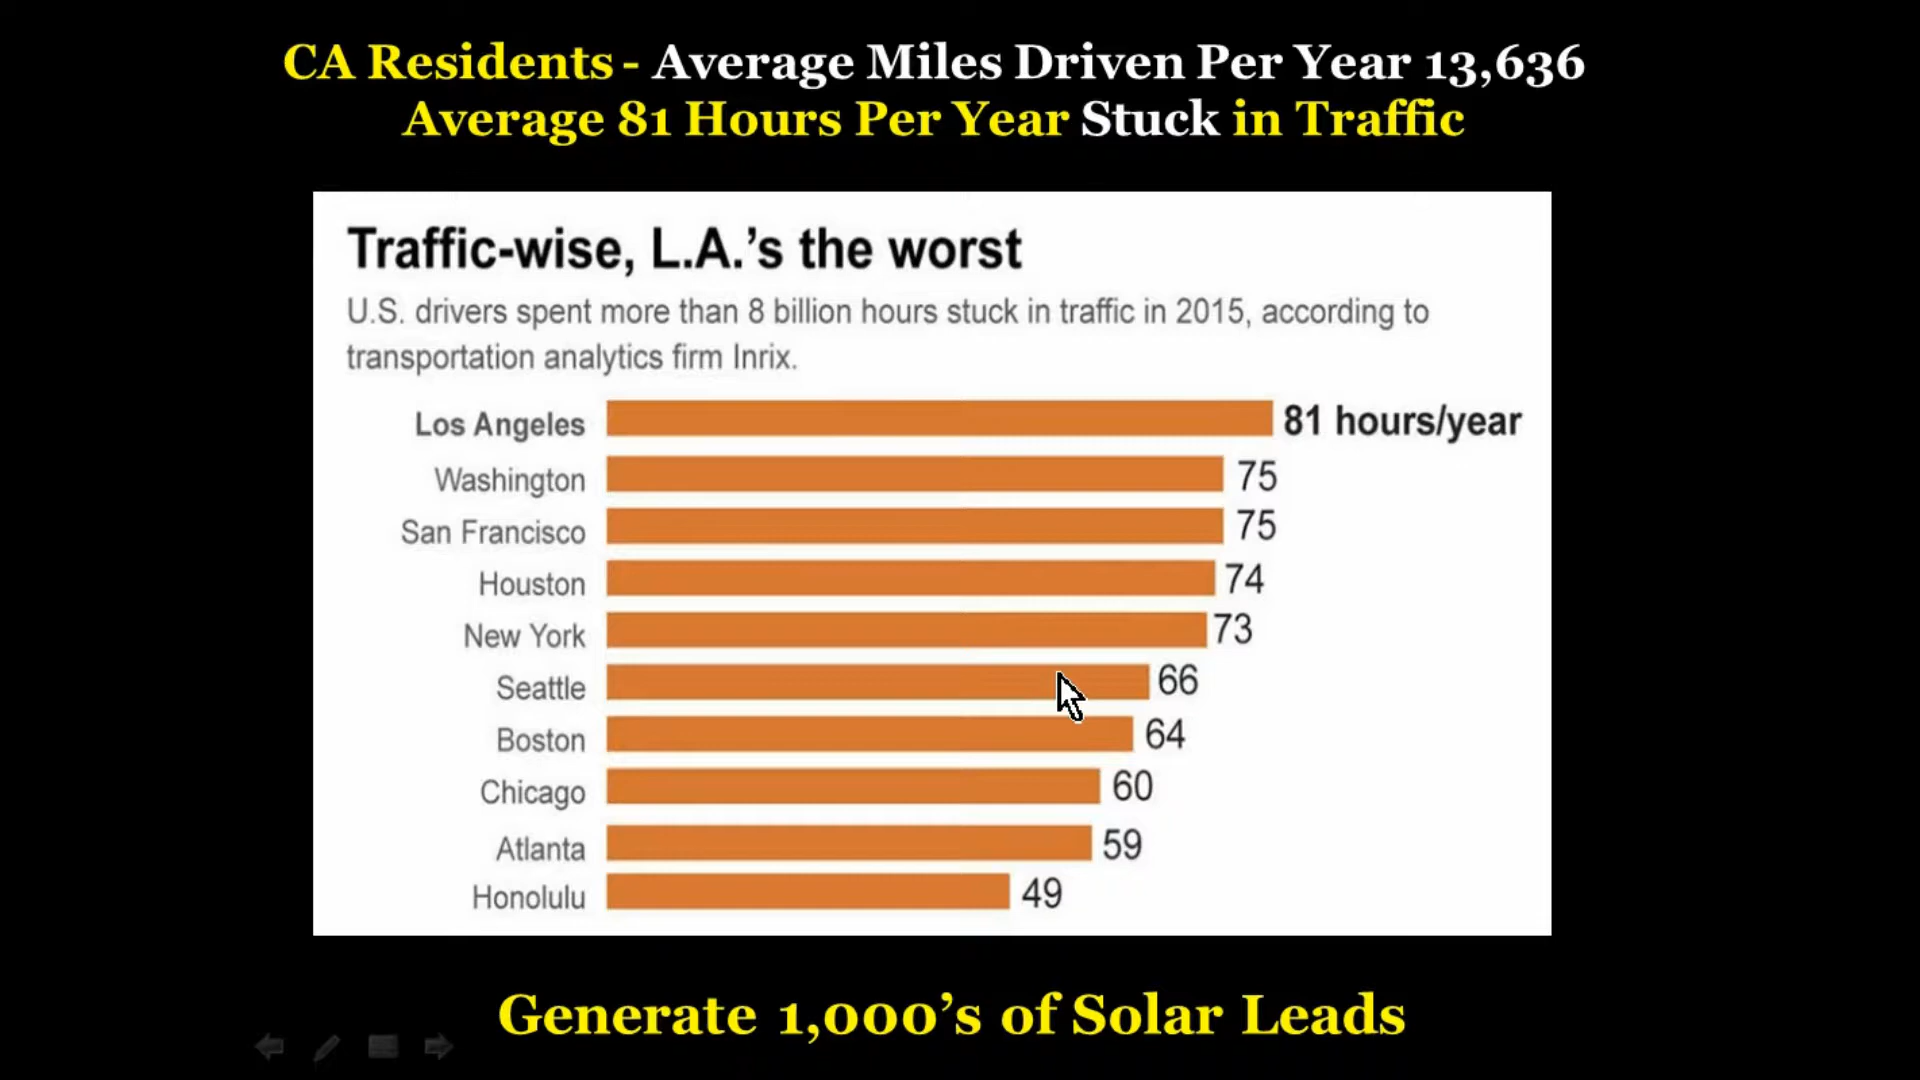 CA Residents - Average Miles Driven Per Year 13,636
Average 81 Hours Per Year Stuck in Traffic
Traffic-wise, L.A.'s the worst
U.S. drivers spent more than 8 billion hours stuck in traffic in 2015, according to
transportation analytics firm Inrix.
Los Angeles 81 hours/year
Washington 75
San Francisco 75
Houston 74
New York 73
Seattle 66
Boston 64
Chicago 60
Atlanta 59
Honolulu 49
Generate 1,000's of Solar Leads